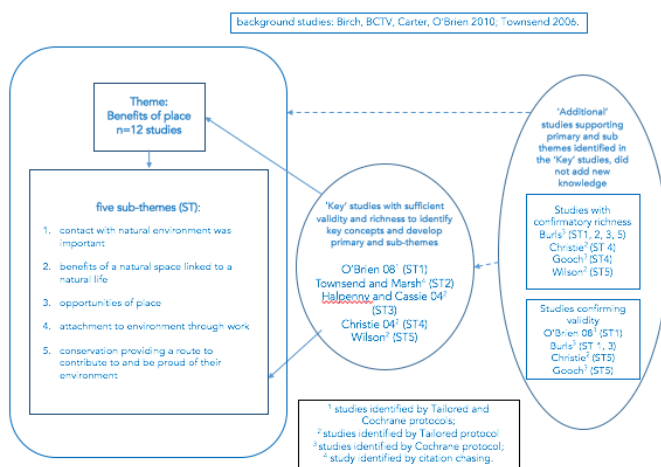 background studies: Birch, BCTV, Carter, O'Brien 2010; Townsend 2006.
Theme:
Benefits of place
n=12 studies
five sub-themes (ST):
1. contact with natural environment was
important
2. benefits of a natural space linked to a
natural life
3. opportunities of place
4. attachment to environment through work
5. conservation providing a route to
contribute to and be proud of their
environment
'Key' studies with sufficient
validity and richness to identify
key concepts and develop
primary and sub-themes
O'Brien 08¹ (ST1)
Townsend and Marsh⁴ (ST2)
Halpenny and Cassie 04²
(ST3)
Christie 04² (ST4)
Wilson² (ST5)
'Additional'
studies supporting
primary and sub
themes identified in
the 'Key' studies, did
not add new
knowledge
Studies with
confirmatory richness
Burls³ (ST1, 2, 3, 5)
Christie² (ST 4)
Gooch³ (ST4)
Wilson² (ST5)
Studies confirming
validity
O'Brien 08¹ (ST1)
Burls³ (ST 1, 3)
Christie² (ST5)
Gooch³ (ST5)
¹ studies identified by Tailored and
Cochrane protocols;
² studies identified by Tailored protocol
³ studies identified by Cochrane protocol;
⁴ study identified by citation chasing.